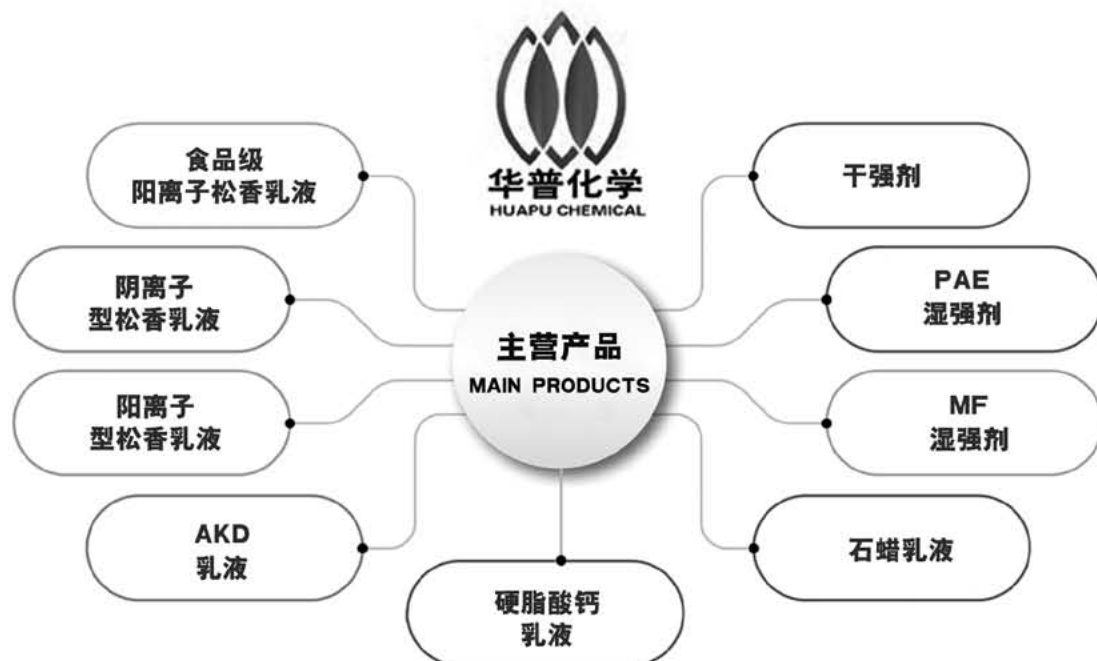 华普化学
HUAPU CHEMICAL
主营产品
MAIN PRODUCTS
食品级
阳离子松香乳液
阴离子
型松香乳液
阳离子
型松香乳液
AKD
乳液
硬脂酸钙
乳液
干强剂
PAE
湿强剂
MF
湿强剂
石蜡乳液